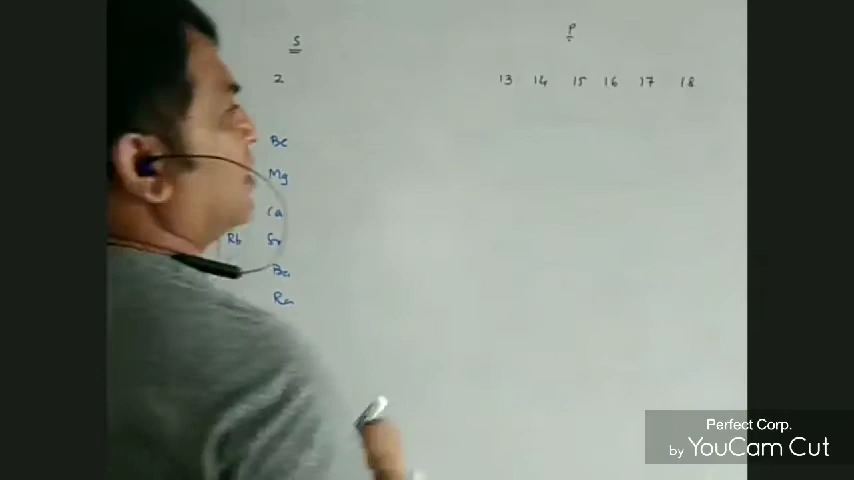 S P
2 13 14 15 16 17 18
Be
Mg
Ca
Rb Sr
Ba
Ra
Perfect Corp.
by YouCam Cut